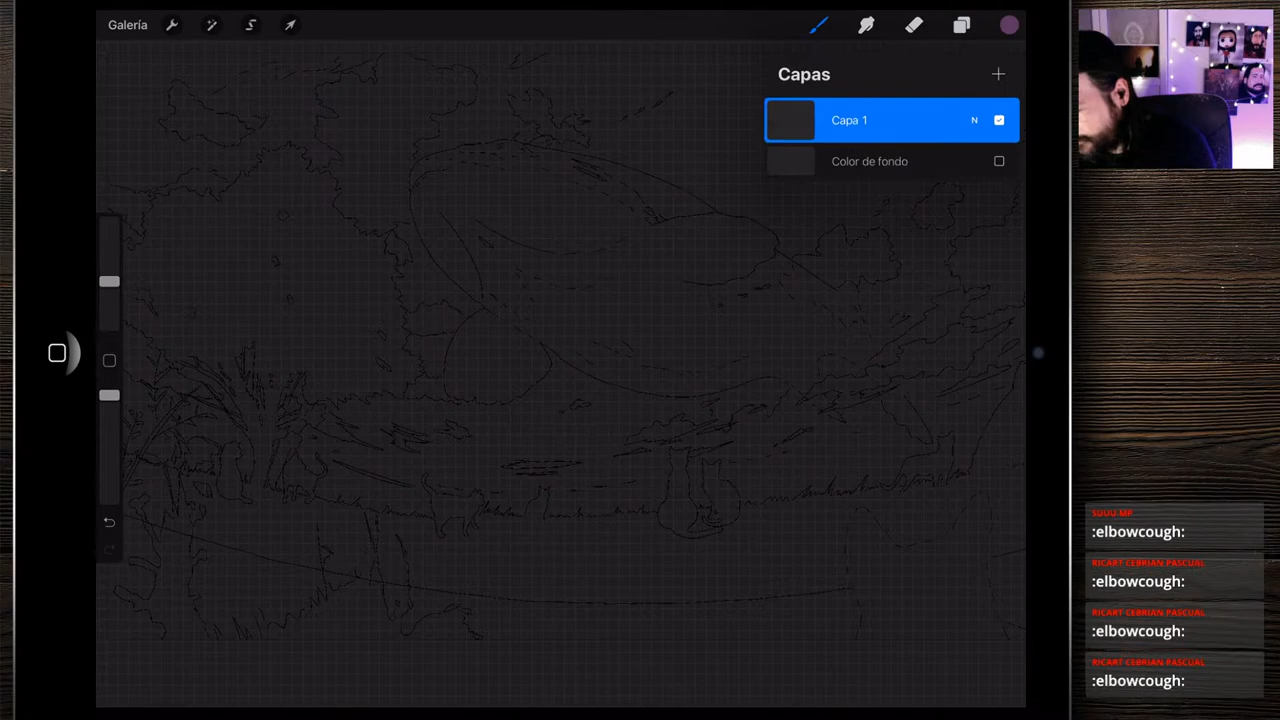 Galería
Capas
Capa 1
N
Color de fondo
SUUU MP
:elbowcough:
RICART CEBRIAN PASCUAL
:elbowcough:
RICART CEBRIAN PASCUAL
:elbowcough:
RICART CEBRIAN PASCUAL
:elbowcough: